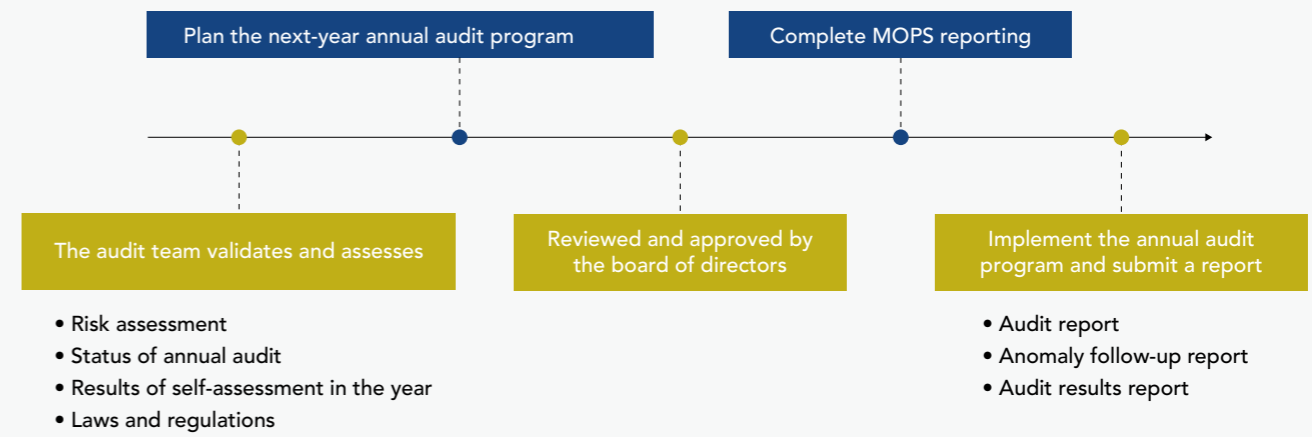 Plan the next-year annual audit program
Complete MOPS reporting
The audit team validates and assesses
Reviewed and approved by
the board of directors
Implement the annual audit
program and submit a report
• Risk assessment
• Status of annual audit
• Results of self-assessment in the year
• Laws and regulations
• Audit report
• Anomaly follow-up report
• Audit results report